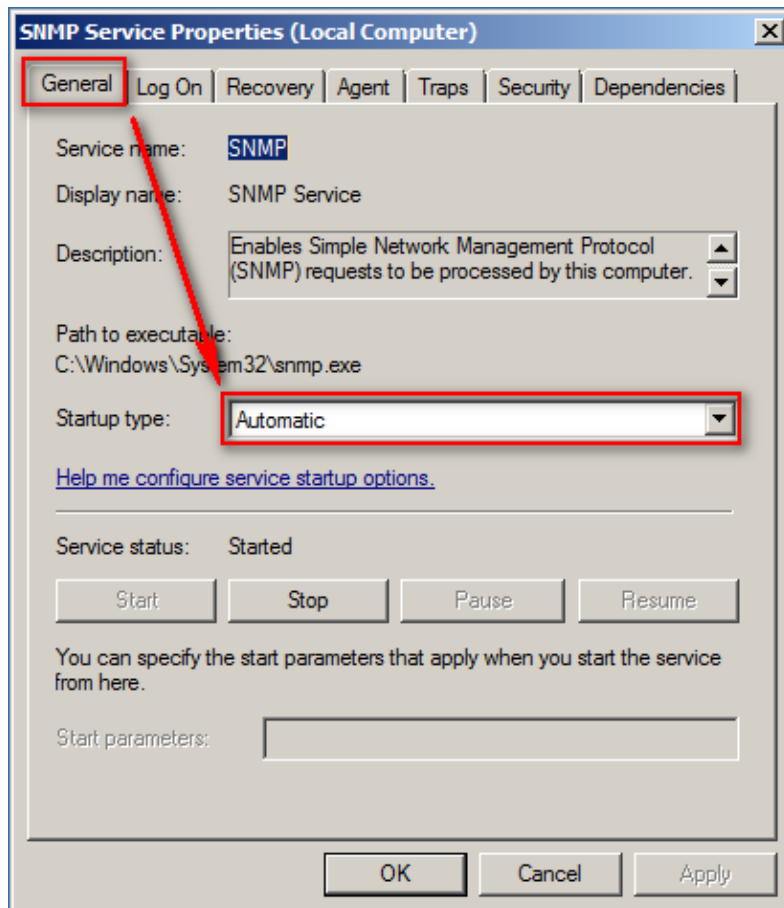 SNMP Service Properties (Local Computer)
General Log On Recovery Agent Traps Security Dependencies
Service name: SNMP
Display name: SNMP Service
Description: Enables Simple Network Management Protocol
(SNMP) requests to be processed by this computer.
Path to executable:
C:\Windows\System32\snmp.exe
Startup type: Automatic
Help me configure service startup options.
Service status: Started
Start Stop Pause Resume
You can specify the start parameters that apply when you start the service
from here.
Start parameters:
OK Cancel Apply